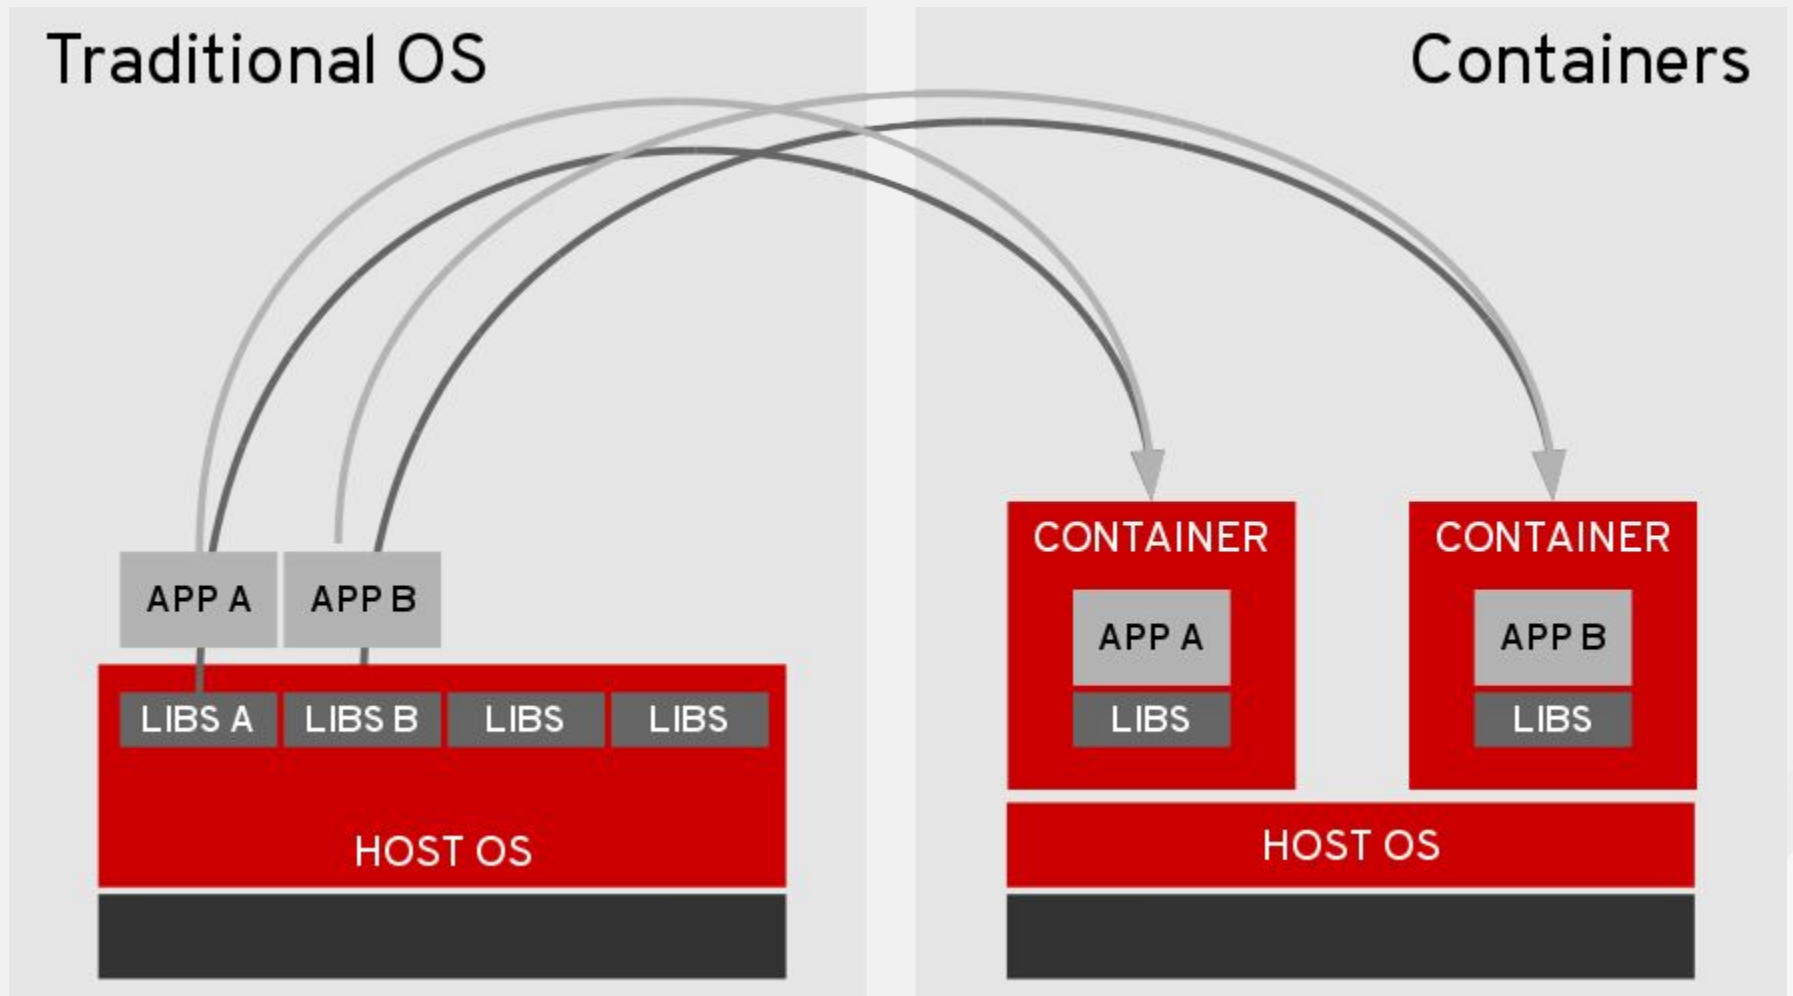 Traditional OS
APP A
APP B
LIBS A
LIBS B
LIBS
LIBS
HOST OS
Containers
CONTAINER
APP A
LIBS
CONTAINER
APP B
LIBS
HOST OS